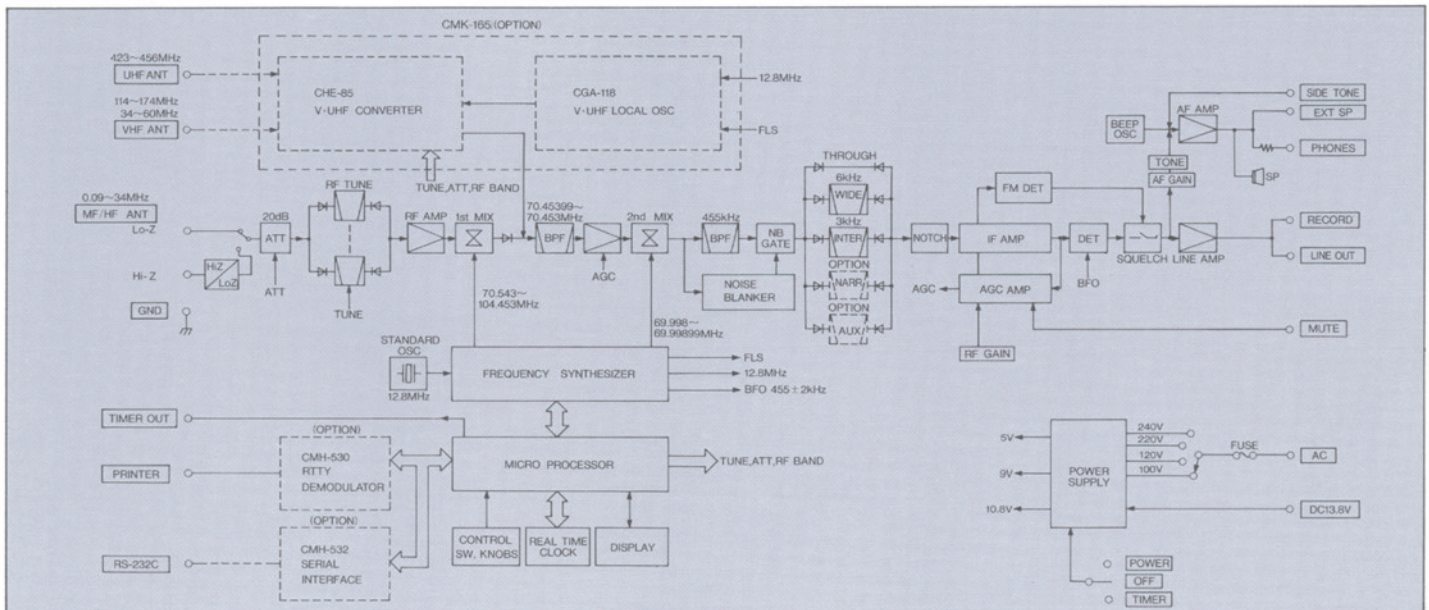 CMK-165(OPTION)
423~456MHz
UHF ANT
114~174MHz
34~60MHz
VHF ANT
CHE-85
V·UHF CONVERTER
CGA-118
V·UHF LOCAL OSC
12.8MHz
FLS
TUNE,ATT,RF BAND
0.09~34MHz
MF/HF ANT
Lo-Z
Hi-Z
HiZ
LoZ
GND
20dB
ATT
ATT
RF TUNE
TUNE
RF AMP
1st MIX
70.45399~
70.453MHz
BPF
AGC
2nd MIX
455kHz
BPF
NB
GATE
NOISE
BLANKER
70.543~
104.453MHz
69.998~
69.99899MHz
THROUGH
6kHz
WIDE
3kHz
INTER
OPTION
NARR
OPTION
AUX
NOTCH
FM DET
IF AMP
AGC AMP
AGC
RF GAIN
DET
BFO
SQUELCH
LINE AMP
BEEP
OSC
AF AMP
TONE
AF GAIN
SP
SIDE TONE
EXT SP
PHONES
RECORD
LINE OUT
MUTE
STANDARD
OSC
12.8MHz
FREQUENCY SYNTHESIZER
FLS
12.8MHz
BFO 455±2kHz
TIMER OUT
PRINTER
RS-232C
(OPTION)
CMH-530
RTTY
DEMODULATOR
(OPTION)
CMH-532
SERIAL
INTERFACE
MICRO PROCESSOR
TUNE,ATT,RF BAND
CONTROL
SW, KNOBS
REAL TIME
CLOCK
DISPLAY
5V
9V
10.8V
POWER
SUPPLY
240V
220V
120V
100V
FUSE
AC
DC13.8V
POWER
OFF
TIMER